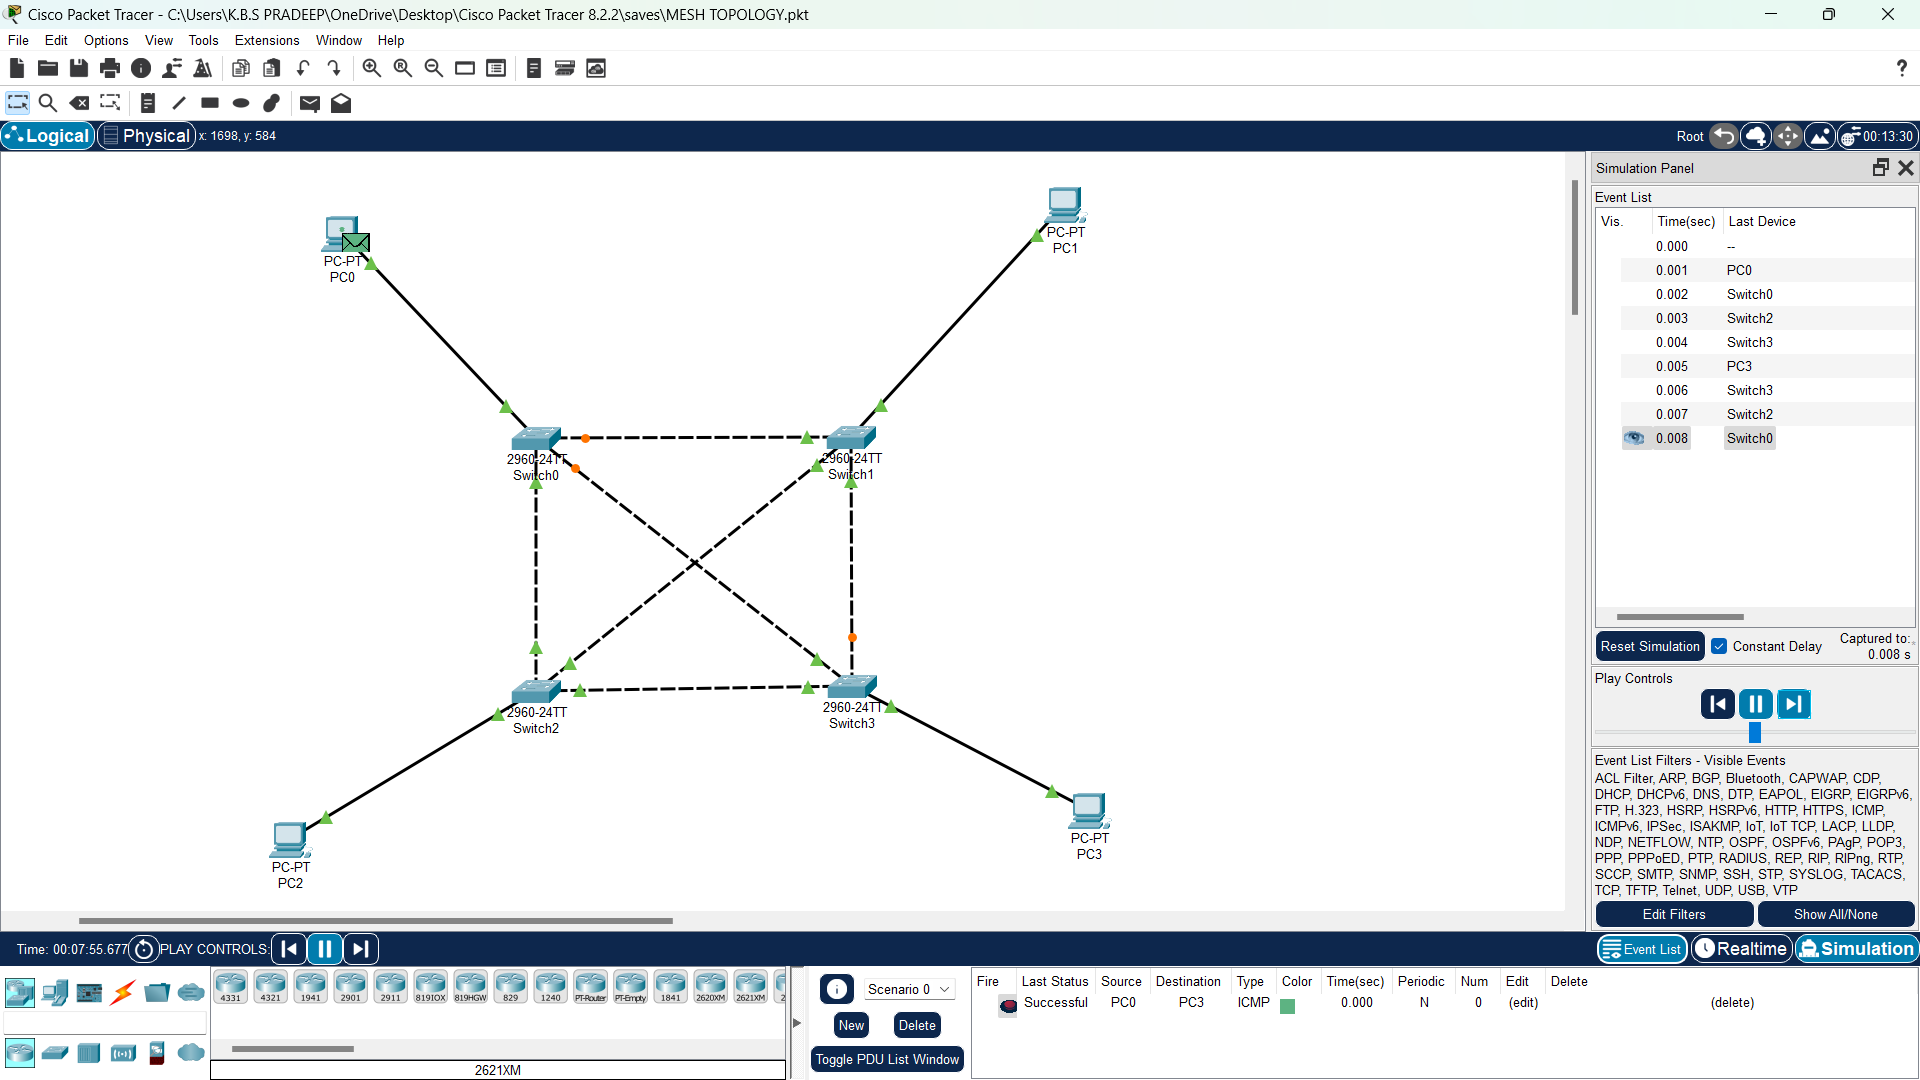 Cisco Packet Tracer - C:\Users\K.B.S PRADEEP\OneDrive\Desktop\Cisco Packet Tracer 8.2.2\saves\MESH TOPOLOGY.pkt
File Edit Options View Tools Extensions Window Help
Logical Physical x: 1698, y: 584
Root 00:13:30
PC-PT
PC0
PC-PT
PC1
2960-24TT
Switch0
2960-24TT
Switch1
2960-24TT
Switch2
2960-24TT
Switch3
PC-PT
PC2
PC-PT
PC3
Simulation Panel
Event List
Vis. Time(sec) Last Device
0.000 --
0.001 PC0
0.002 Switch0
0.003 Switch2
0.004 Switch3
0.005 PC3
0.006 Switch3
0.007 Switch2
0.008 Switch0
Reset Simulation Constant Delay Captured to:
0.008 s
Play Controls
Event List Filters - Visible Events
ACL Filter, ARP, BGP, Bluetooth, CAPWAP, CDP,
DHCP, DHCPv6, DNS, DTP, EAPOL, EIGRP, EIGRPv6,
FTP, H.323, HSRP, HSRPv6, HTTP, HTTPS, ICMP,
ICMPv6, IPSec, ISAKMP, IoT, IoT TCP, LACP, LLDP,
NDP, NETFLOW, NTP, OSPF, OSPFv6, PAgP, POP3,
PPP, PPPoED, PTP, RADIUS, REP, RIP, RIPng, RTP,
SCCP, SMTP, SNMP, SSH, STP, SYSLOG, TACACS,
TCP, TFTP, Telnet, UDP, USB, VTP
Edit Filters Show All/None
Time: 00:07:55.677 PLAY CONTROLS:
Event List Realtime Simulation
4331 4321 1941 2901 2911 819IOX 819HGW 829 1240 PT-Router PT-Empty 1841 2620XM 2621XM 2
2621XM
Scenario 0
New Delete
Toggle PDU List Window
Fire Last Status Source Destination Type Color Time(sec) Periodic Num Edit Delete
Successful PC0 PC3 ICMP 0.000 N 0 (edit) (delete)